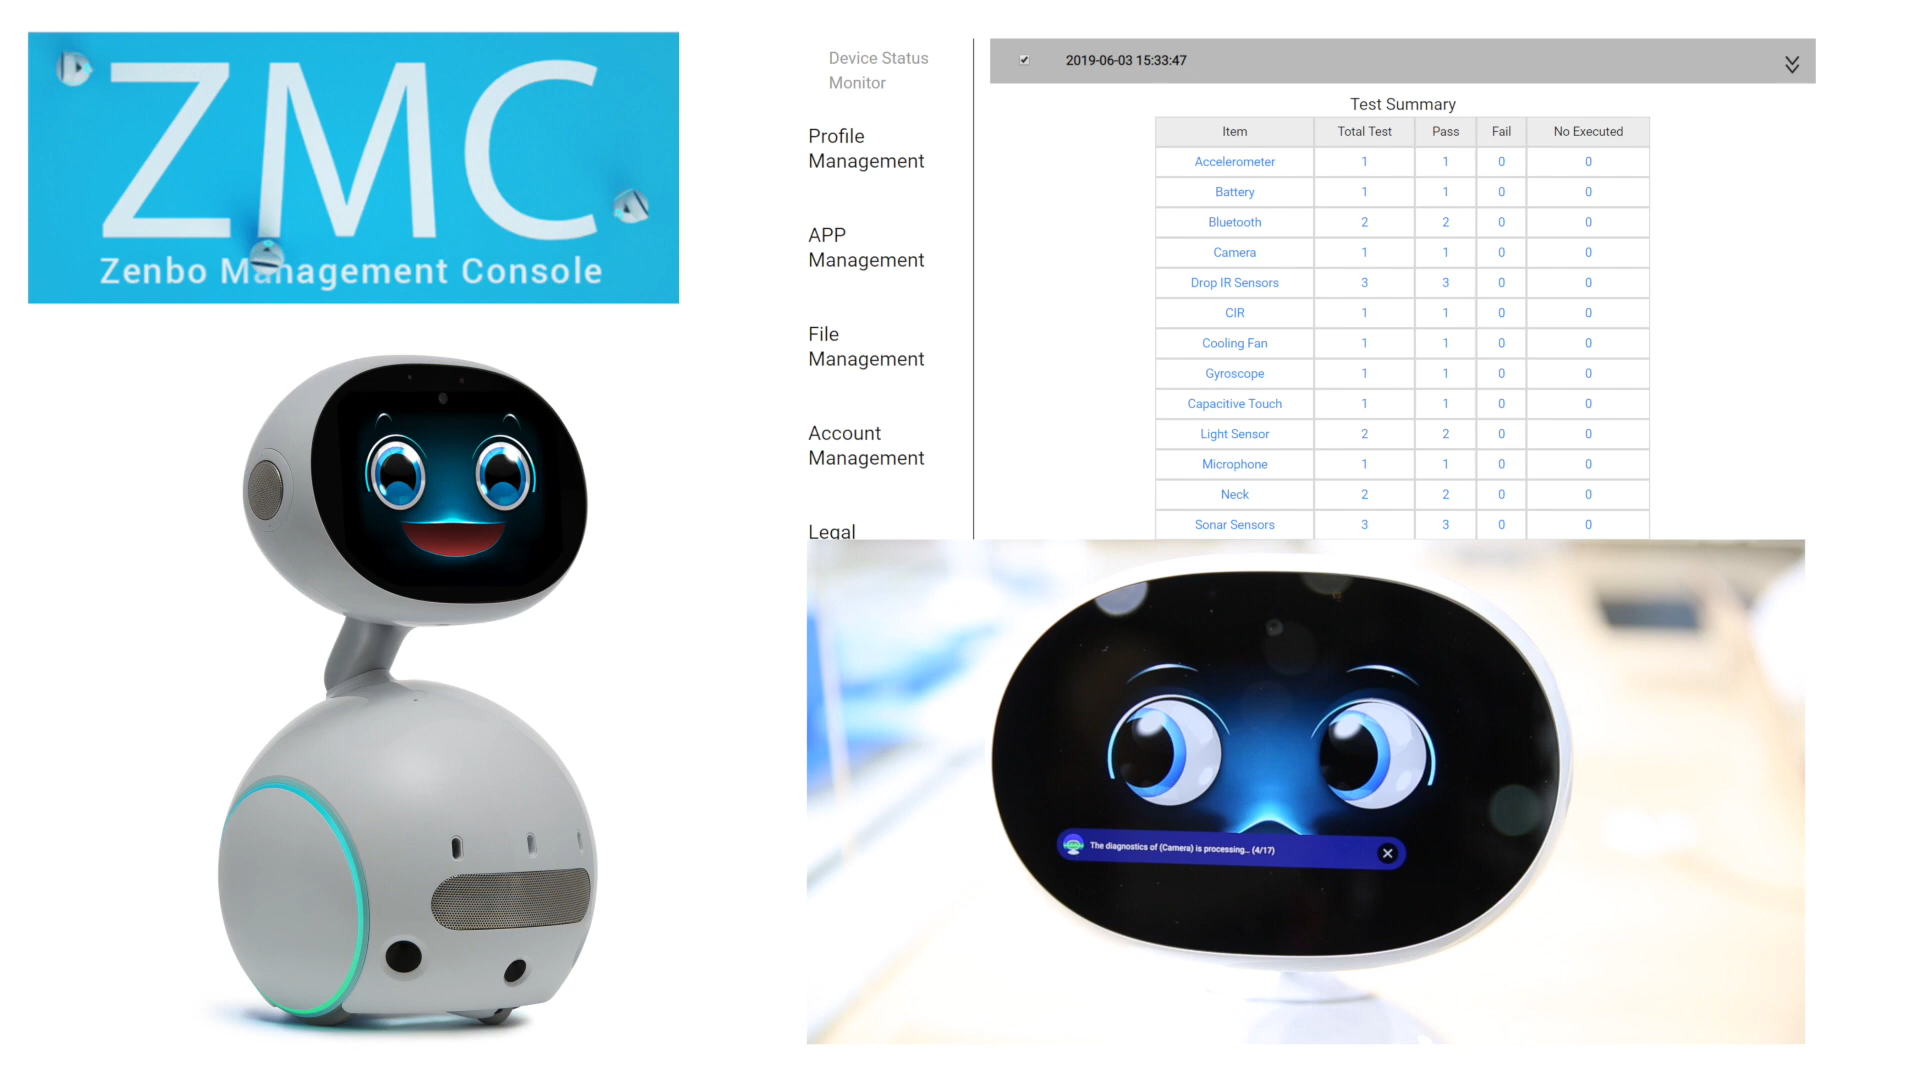 ZMC
Zenbo Management Console
Device Status
Monitor
Profile
Management
APP
Management
File
Management
Account
Management
Legal
2019-06-03 15:33:47
Test Summary
Item Total Test Pass Fail No Executed
Accelerometer 1 1 0 0
Battery 1 1 0 0
Bluetooth 2 2 0 0
Camera 1 1 0 0
Drop IR Sensors 3 3 0 0
CIR 1 1 0 0
Cooling Fan 1 1 0 0
Gyroscope 1 1 0 0
Capacitive Touch 1 1 0 0
Light Sensor 2 2 0 0
Microphone 1 1 0 0
Neck 2 2 0 0
Sonar Sensors 3 3 0 0
The diagnostics of (Camera) is processing... (4/17)